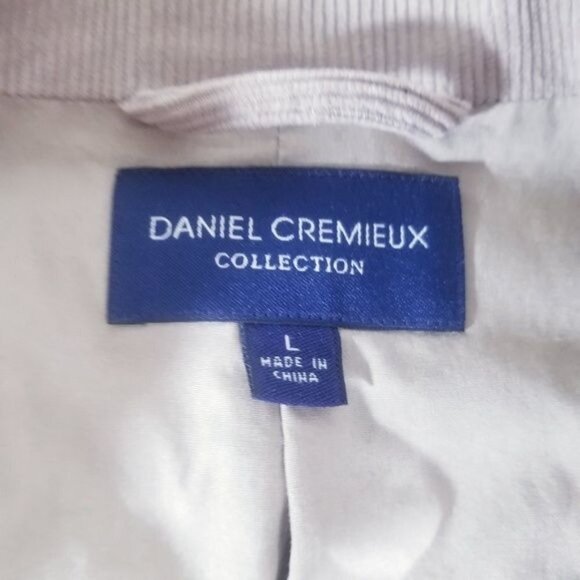 DANIEL CREMIEUX
COLLECTION
L
MADE IN
CHINA